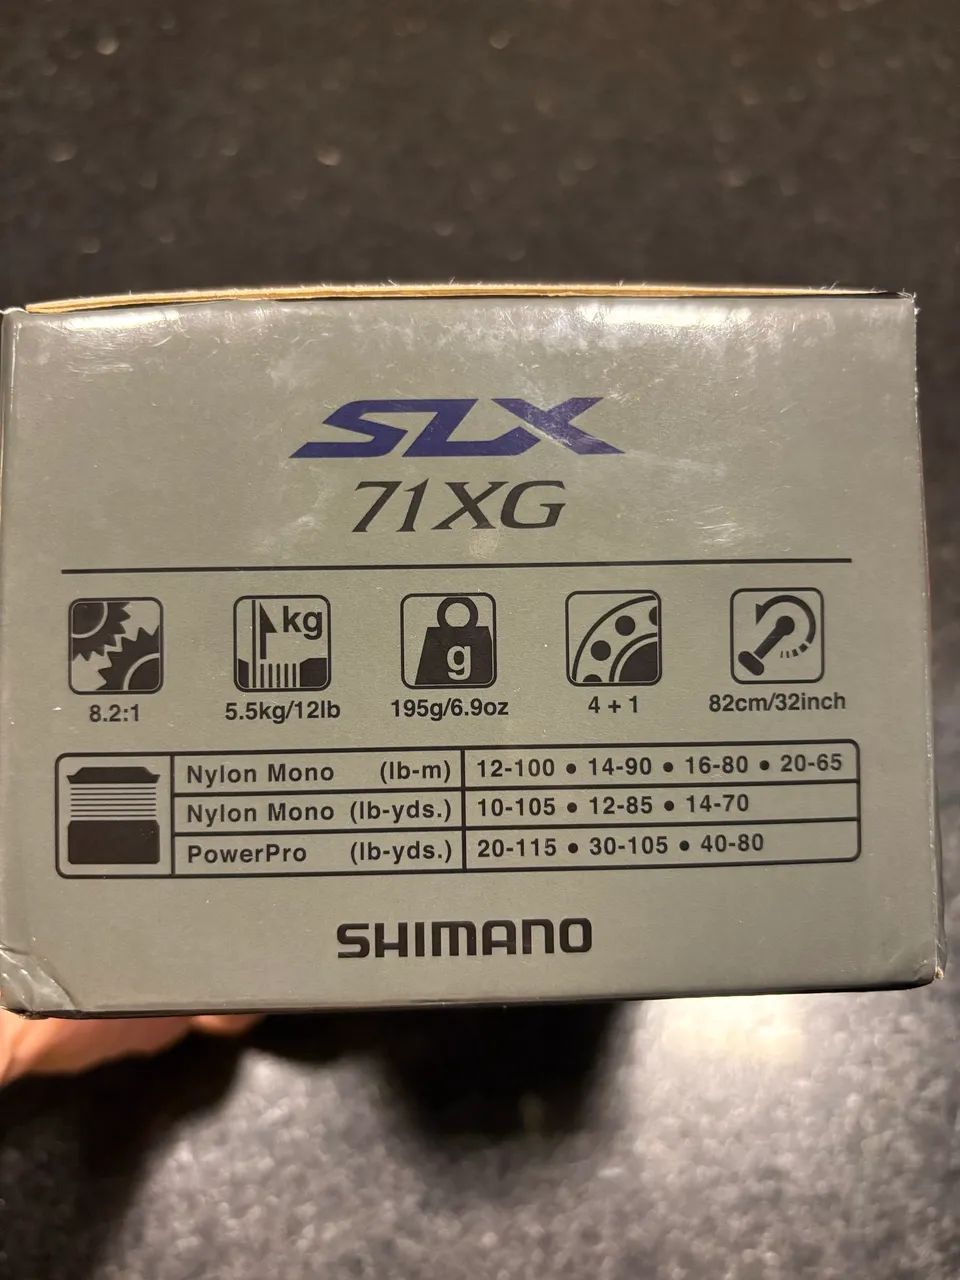 SLX
71XG
kg
g
8.2:1
5.5kg/12lb
195g/6.9oz
4+1
82cm/32inch
Nylon Mono (lb-m) 12-100 • 14-90 • 16-80 • 20-65
Nylon Mono (lb-yds.) 10-105 • 12-85 • 14-70
PowerPro (lb-yds.) 20-115 • 30-105 • 40-80
SHIMANO